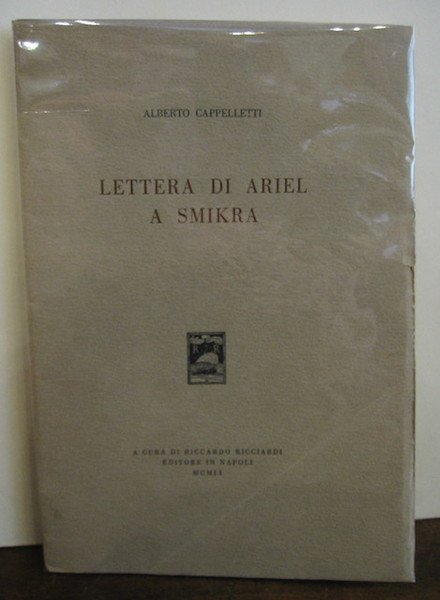 ALBERTO CAPPELLETTI
LETTERA DI ARIEL
A SMIKRA
R R
A CURA DI RICCARDO RICCIARDI
EDITORE IN NAPOLI
MCMLI